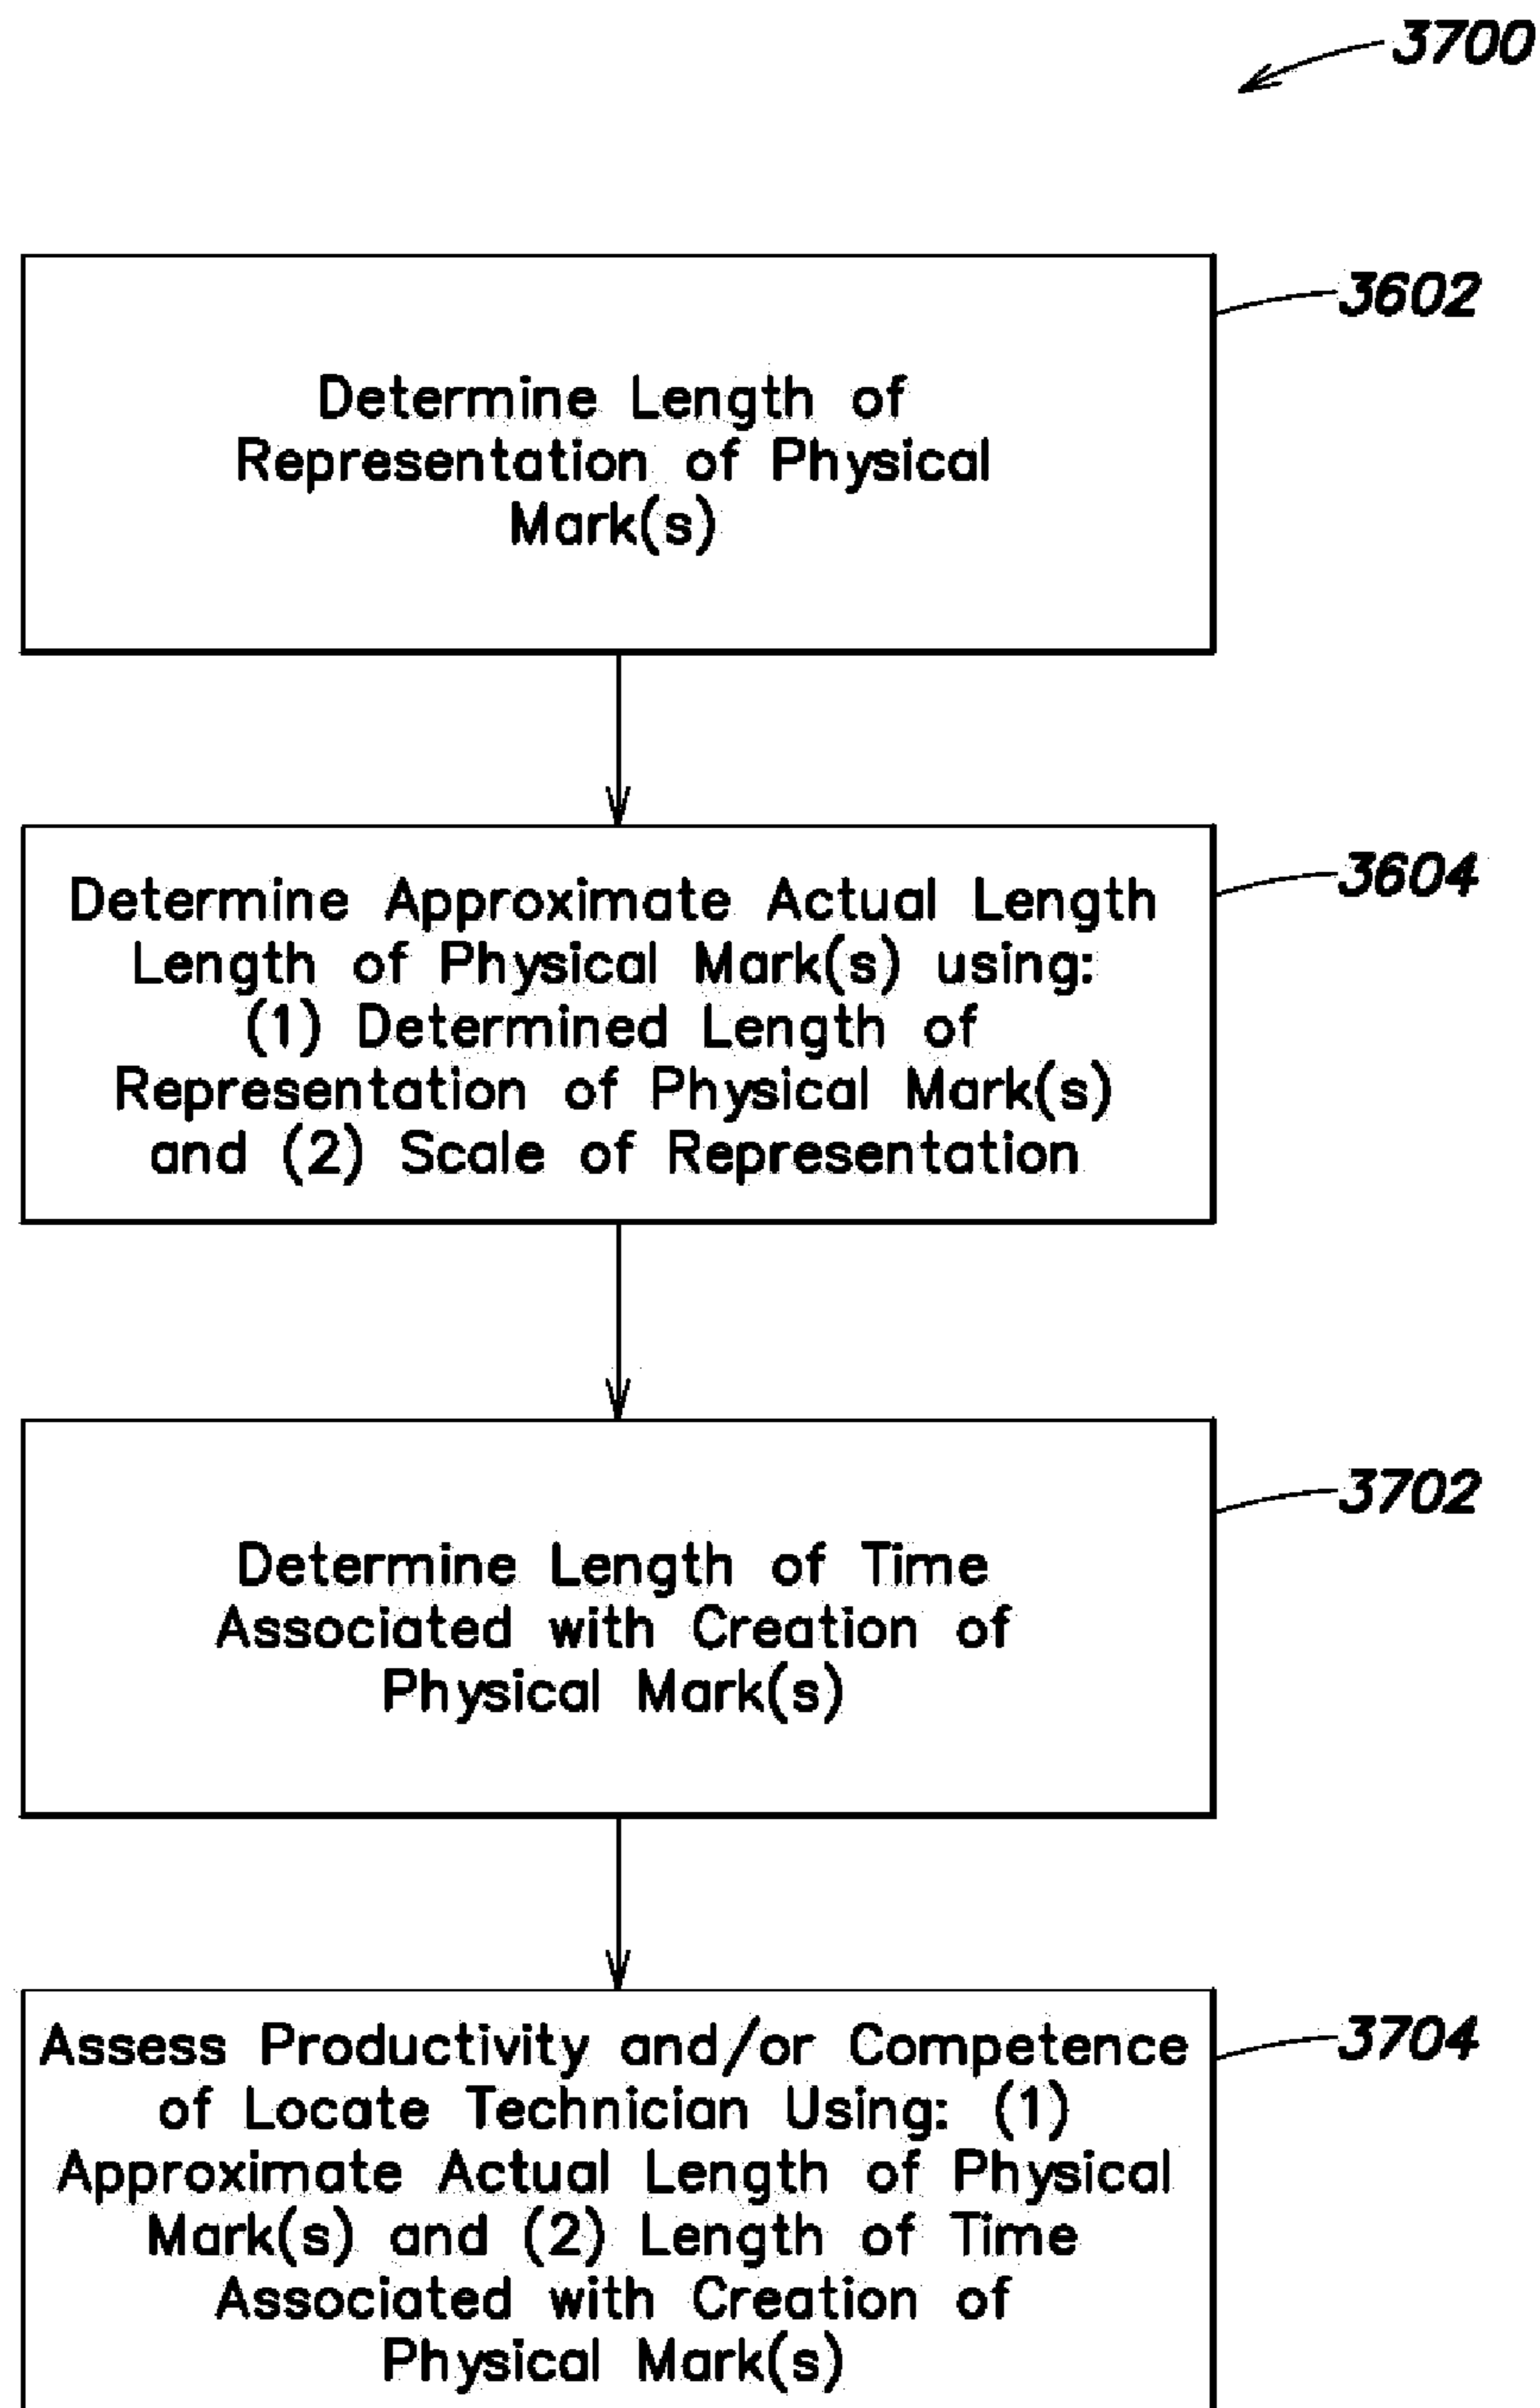 3700
3602
Determine Length of
Representation of Physical
Mark(s)
3604
Determine Approximate Actual Length
Length of Physical Mark(s) using:
(1) Determined Length of
Representation of Physical Mark(s)
and (2) Scale of Representation
3702
Determine Length of Time
Associated with Creation of
Physical Mark(s)
3704
Assess Productivity and/or Competence
of Locate Technician Using: (1)
Approximate Actual Length of Physical
Mark(s) and (2) Length of Time
Associated with Creation of
Physical Mark(s)